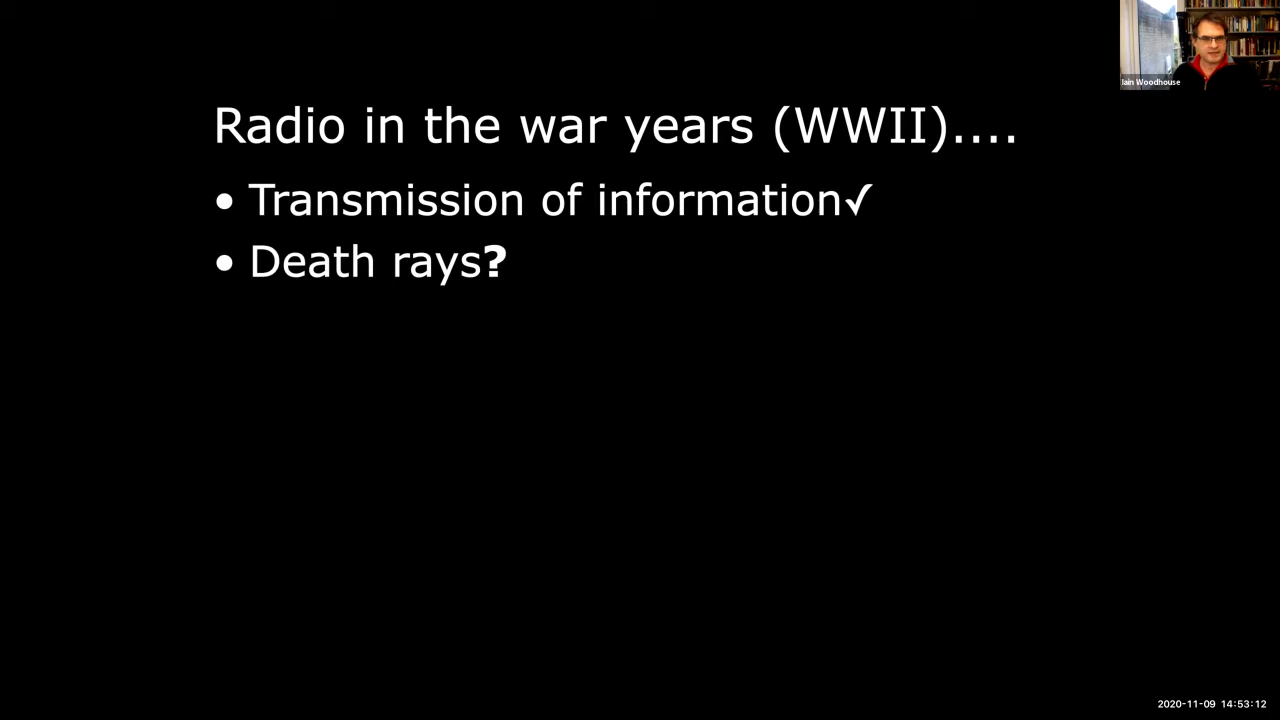 Iain Woodhouse
Radio in the war years (WWII)....
• Transmission of information✓
• Death rays?
2020-11-09 14:53:12